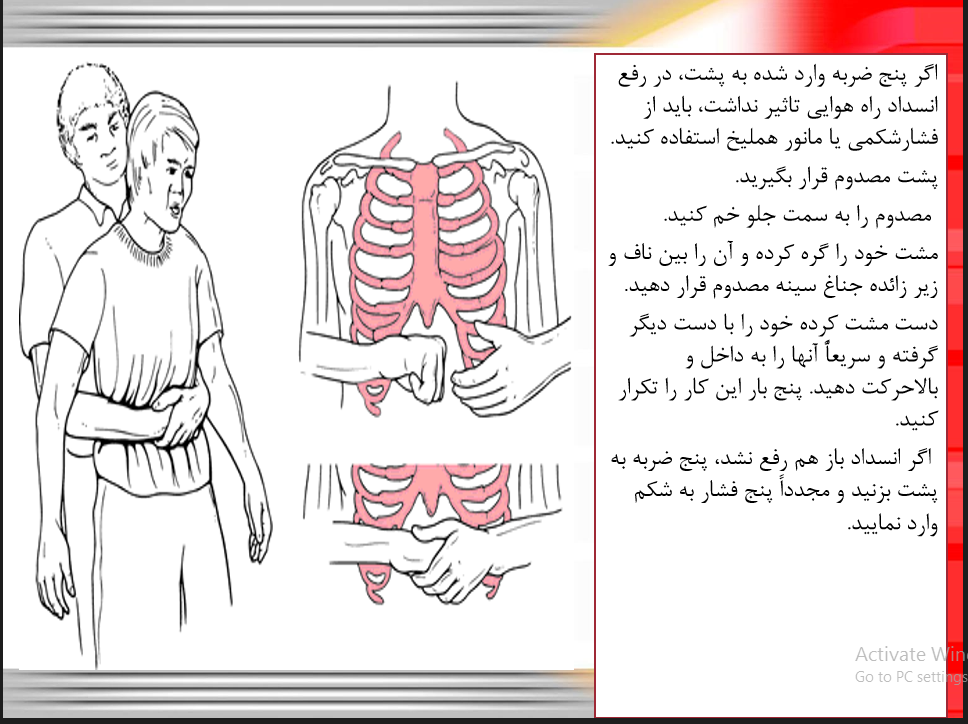 اگر پنج ضربه وارد شده به پشت، در رفع
انسداد راه هوایی تاثیر نداشت، باید از
فشارشکمی یا مانور هملیخ استفاده کنید.
پشت مصدوم قرار بگیرید.
مصدوم را به سمت جلو خم کنید.
مشت خود را گره کرده و آن را بین ناف و
زیر زائده جناغ سینه مصدوم قرار دهید.
دست مشت کرده خود را با دست دیگر
گرفته و سریعاً آنها را به داخل و
بالاحرکت دهید. پنج بار این کار را تکرار
کنید.
اگر انسداد باز هم رفع نشد، پنج ضربه به
پشت بزنید و مجدداً پنج فشار به شکم
وارد نمایید.
Activate Win
Go to PC settings